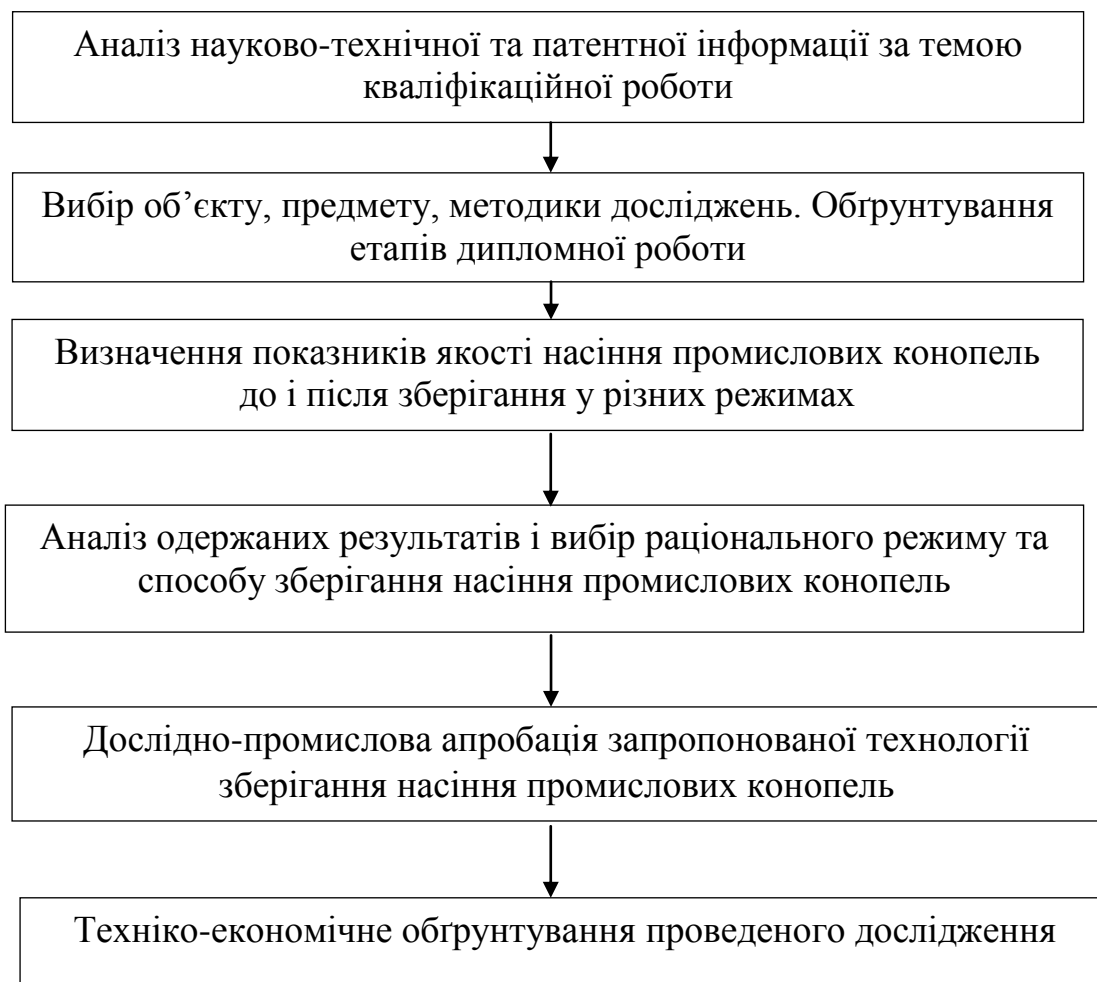 Аналіз науково-технічної та патентної інформації за темою
кваліфікаційної роботи
Вибір об’єкту, предмету, методики досліджень. Обґрунтування
етапів дипломної роботи
Визначення показників якості насіння промислових конопель
до і після зберігання у різних режимах
Аналіз одержаних результатів і вибір раціонального режиму та
способу зберігання насіння промислових конопель
Дослідно-промислова апробація запропонованої технології
зберігання насіння промислових конопель
Техніко-економічне обґрунтування проведеного дослідження